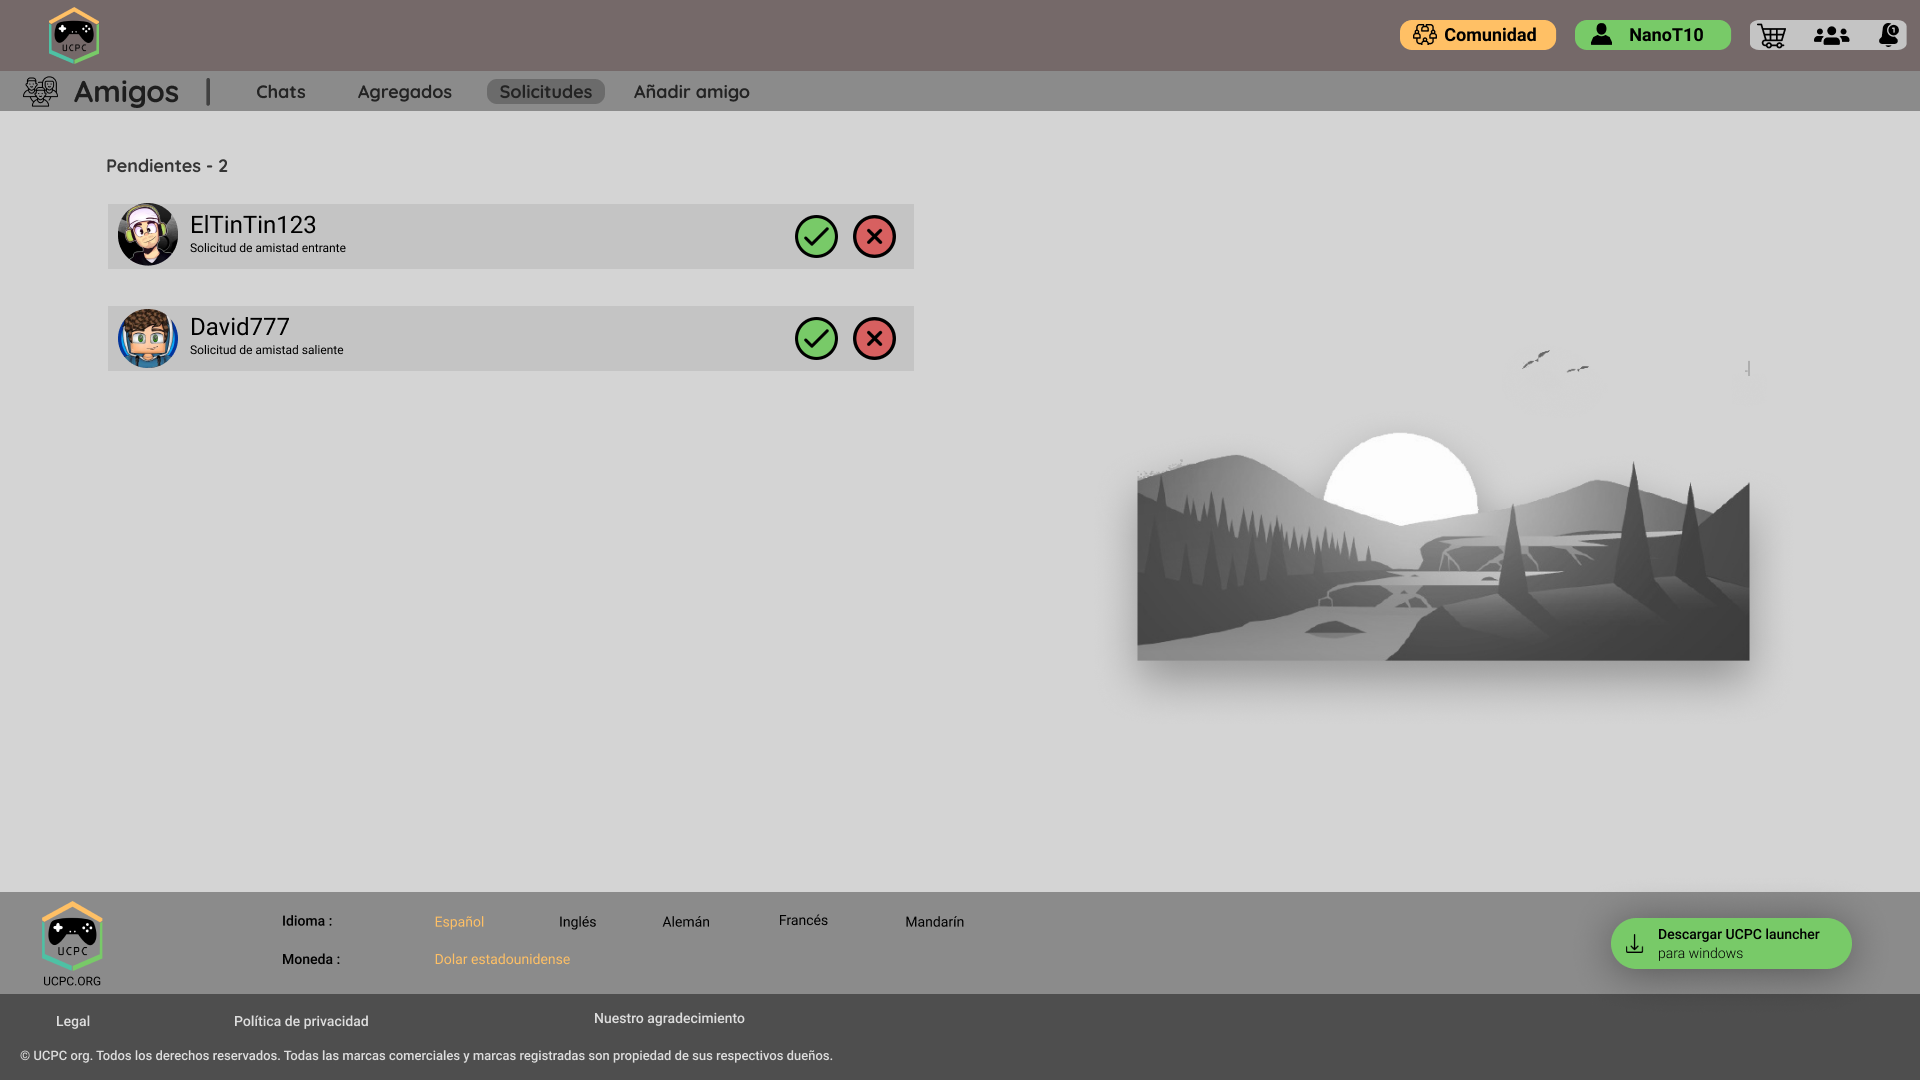 UCPC
Comunidad
NanoT10
1
Amigos
Chats
Agregados
Solicitudes
Añadir amigo
Pendientes - 2
ElTinTin123
Solicitud de amistad entrante
David777
Solicitud de amistad saliente
UCPC
UCPC.ORG
Idioma :
Español
Inglés
Alemán
Francés
Mandarín
Moneda :
Dolar estadounidense
Descargar UCPC launcher
para windows
Legal
Política de privacidad
Nuestro agradecimiento
© UCPC org. Todos los derechos reservados. Todas las marcas comerciales y marcas registradas son propiedad de sus respectivos dueños.